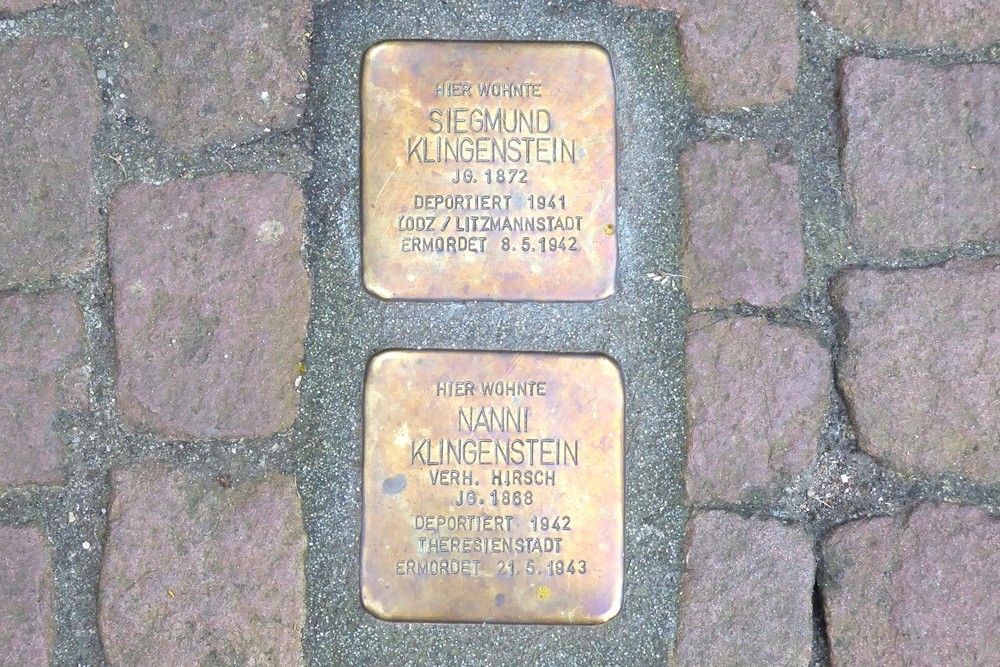 HIER WOHNTE
SIEGMUND
KLINGENSTEIN
JG. 1872
DEPORTIERT 1941
ŁODZ / LITZMANNSTADT
ERMORDET 8.5.1942
HIER WOHNTE
NANNI
KLINGENSTEIN
VERH. HIRSCH
JG. 1868
DEPORTIERT 1942
THERESIENSTADT
ERMORDET 21.5.1943